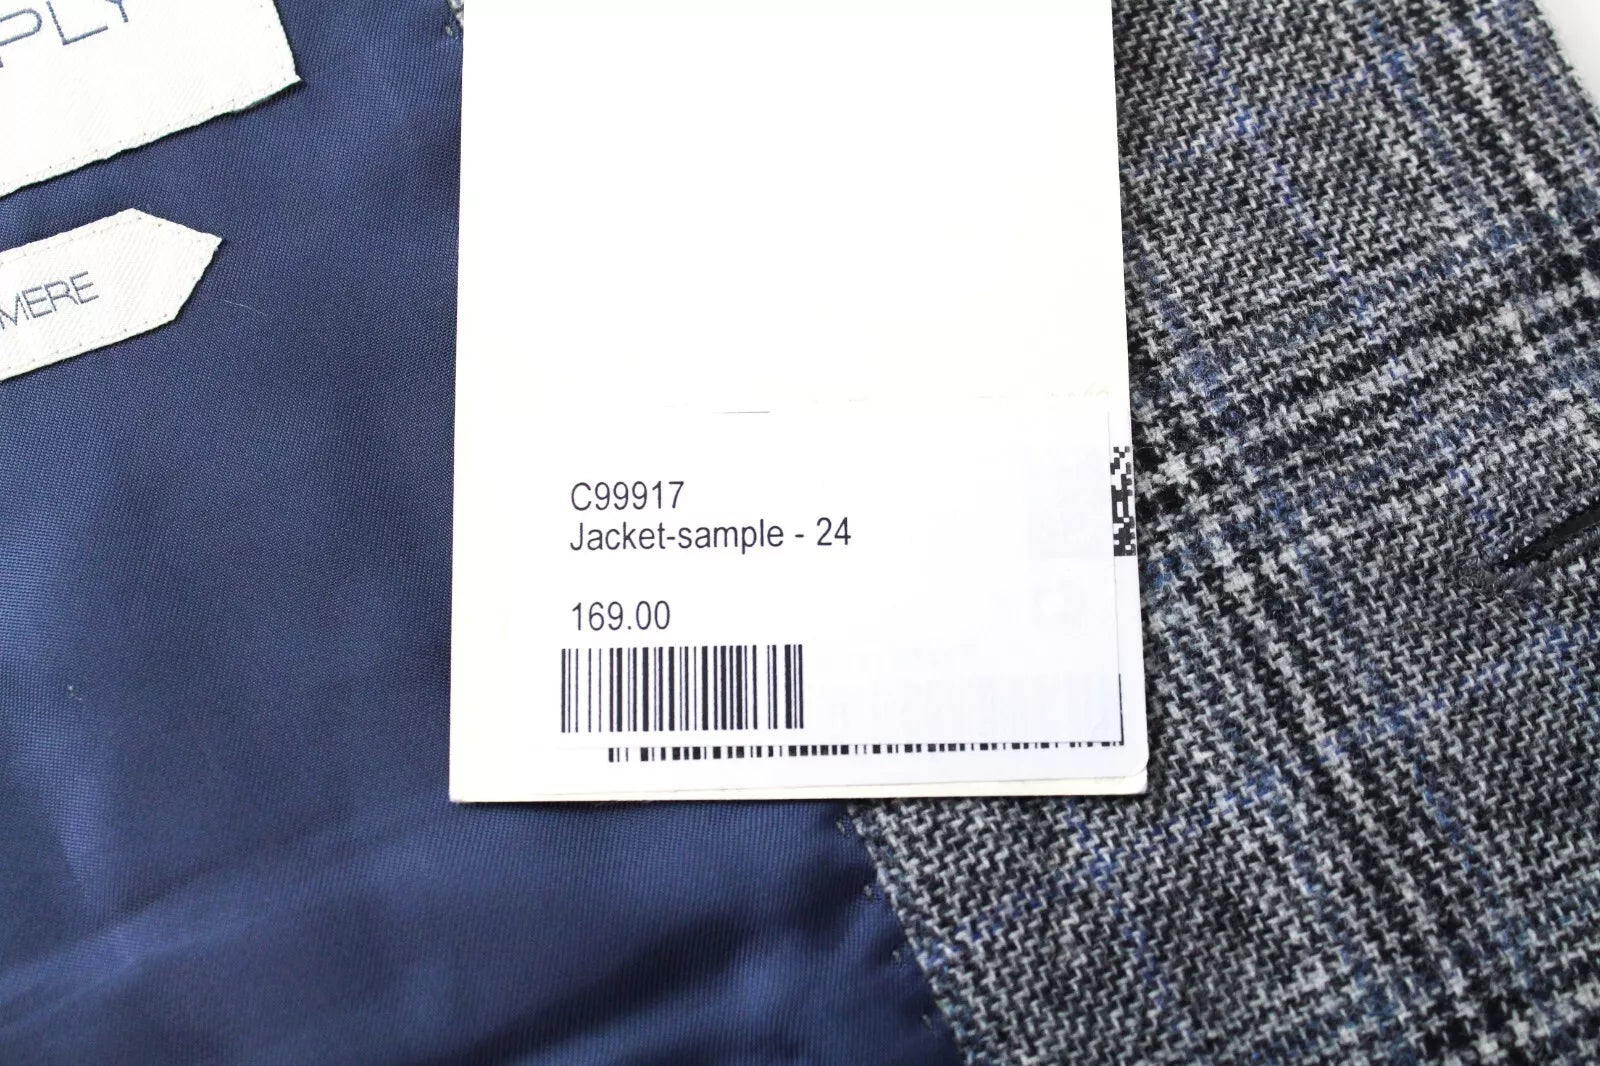 PLY
MERE
C99917
Jacket-sample - 24
169.00